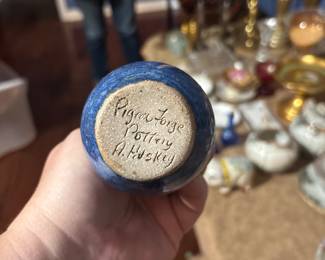 Pigeon Forge
Pottery
A. Huskey